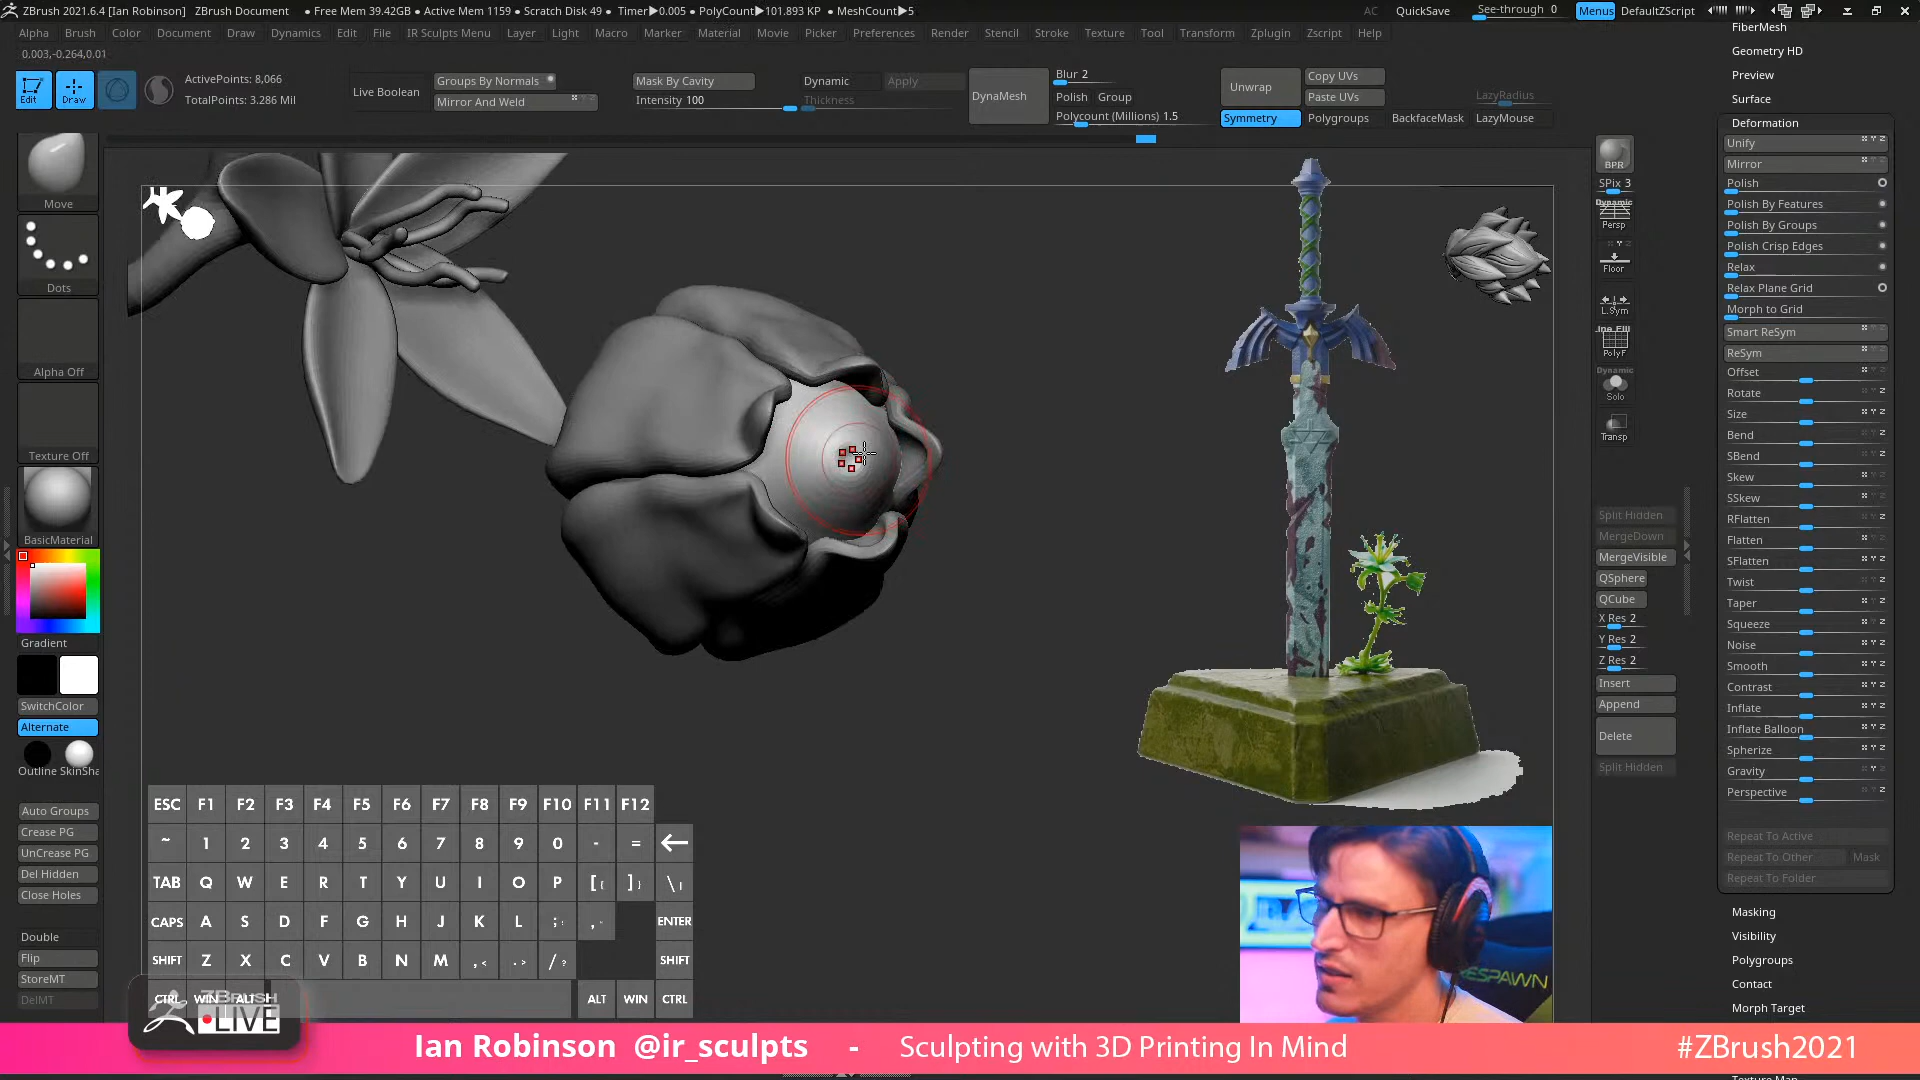 ZBrush 2021.6.4 [Ian Robinson] ZBrush Document • Free Mem 39.42GB • Active Mem 1159 • Scratch Disk 49 • Timer▶0.005 • PolyCount▶101.893 KP • MeshCount▶5
AC QuickSave See-through 0 Menus DefaultZScript
Alpha Brush Color Document Draw Dynamics Edit File IR Sculpts Menu Layer Light Macro Marker Material Movie Picker Preferences Render Stencil Stroke Texture Tool Transform Zplugin Zscript Help
0.003,-0.264,0.01
Edit
Draw
ActivePoints: 8,066
TotalPoints: 3.286 Mil
Live Boolean
Groups By Normals
Mirror And Weld
Mask By Cavity
Intensity 100
Dynamic
Apply
Thickness
DynaMesh
Blur 2
Polish Group
Polycount (Millions) 1.5
Unwrap
Copy UVs
Paste UVs
Symmetry
Polygroups
BackfaceMask
LazyRadius
LazyMouse
Move
Dots
Alpha Off
Texture Off
BasicMaterial
Gradient
SwitchColor
Alternate
Outline SkinSha
Auto Groups
Crease PG
UnCrease PG
Del Hidden
Close Holes
Double
Flip
StoreMT
DelMT
BPR
SPix 3
Dynamic
Persp
Floor
L.Sym
PolyF
Dynamic
Solo
Transp
Split Hidden
MergeDown
MergeVisible
QSphere
QCube
X Res 2
Y Res 2
Z Res 2
Insert
Append
Delete
Split Hidden
FiberMesh
Geometry HD
Preview
Surface
Deformation
Unify
Mirror
Polish
Polish By Features
Polish By Groups
Polish Crisp Edges
Relax
Relax Plane Grid
Morph to Grid
Smart ReSym
ReSym
Offset
Rotate
Size
Bend
SBend
Skew
SSkew
RFlatten
Flatten
SFlatten
Twist
Taper
Squeeze
Noise
Smooth
Contrast
Inflate
Inflate Balloon
Spherize
Gravity
Perspective
Repeat To Active
Repeat To Other Mask
Repeat To Folder
Masking
Visibility
Polygroups
Contact
Morph Target
ESC F1 F2 F3 F4 F5 F6 F7 F8 F9 F10 F11 F12
~ 1 2 3 4 5 6 7 8 9 0 - =
TAB Q W E R T Y U I O P [{ ]} \|
CAPS A S D F G H J K L ;: ENTER
SHIFT Z X C V B N M ,< .> /? SHIFT
CTRL WIN ALT ALT WIN CTRL
ZBRUSH
LIVE
RESPAWN
Ian Robinson @ir_sculpts - Sculpting with 3D Printing In Mind #ZBrush2021